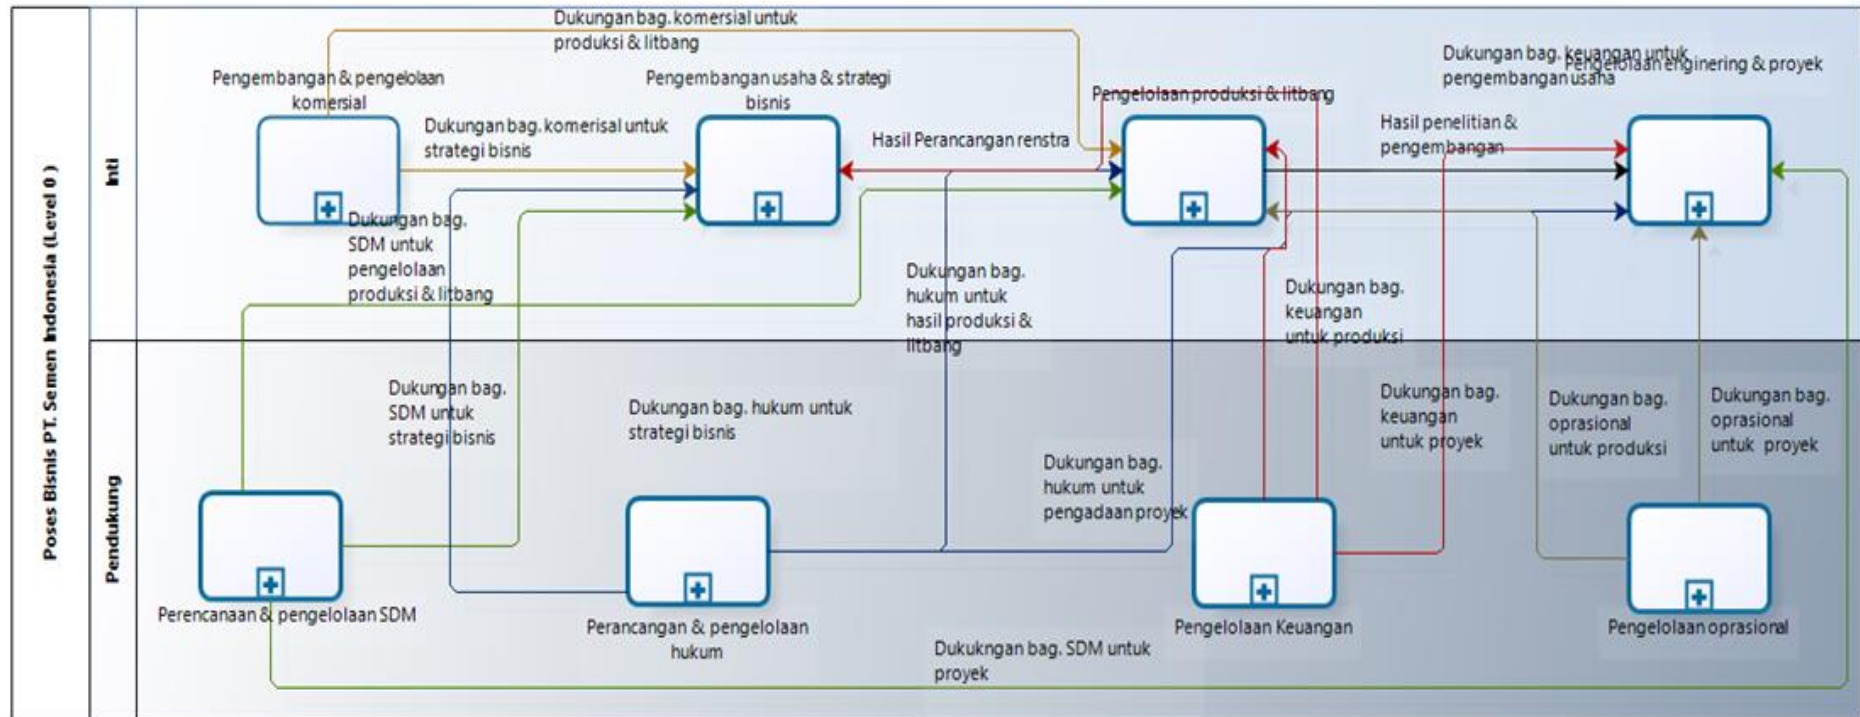 Poses Bisnis PT. Semen Indonesia (Level 0 )
Inti
Dukungan bag. komersial untuk
produksi & litbang
Pengembangan & pengelolaan
komersial
Pengembangan usaha & strategi
bisnis
Pengelolaan produksi & litbang
Dukungan bag. keuangan untuk
pengembangan usaha
Pengelolaan enginering & proyek
Dukungan bag. komerisal untuk
strategi bisnis
Hasil Perancangan renstra
Hasil penelitian &
pengembangan
Dukungan bag.
SDM untuk
pengelolaan
produksi & litbang
Dukungan bag.
hukum untuk
hasil produksi &
litbang
Dukungan bag.
keuangan
untuk produksi
Pendukung
Dukungan bag.
SDM untuk
strategi bisnis
Dukungan bag. hukum untuk
strategi bisnis
Dukungan bag.
hukum untuk
pengadaan proyek
Dukungan bag.
keuangan
untuk proyek
Dukungan bag.
oprasional
untuk produksi
Dukungan bag.
oprasional
untuk proyek
Perencanaan & pengelolaan SDM
Perancangan & pengelolaan
hukum
Pengelolaan Keuangan
Pengelolaan oprasional
Dukukngan bag. SDM untuk
proyek